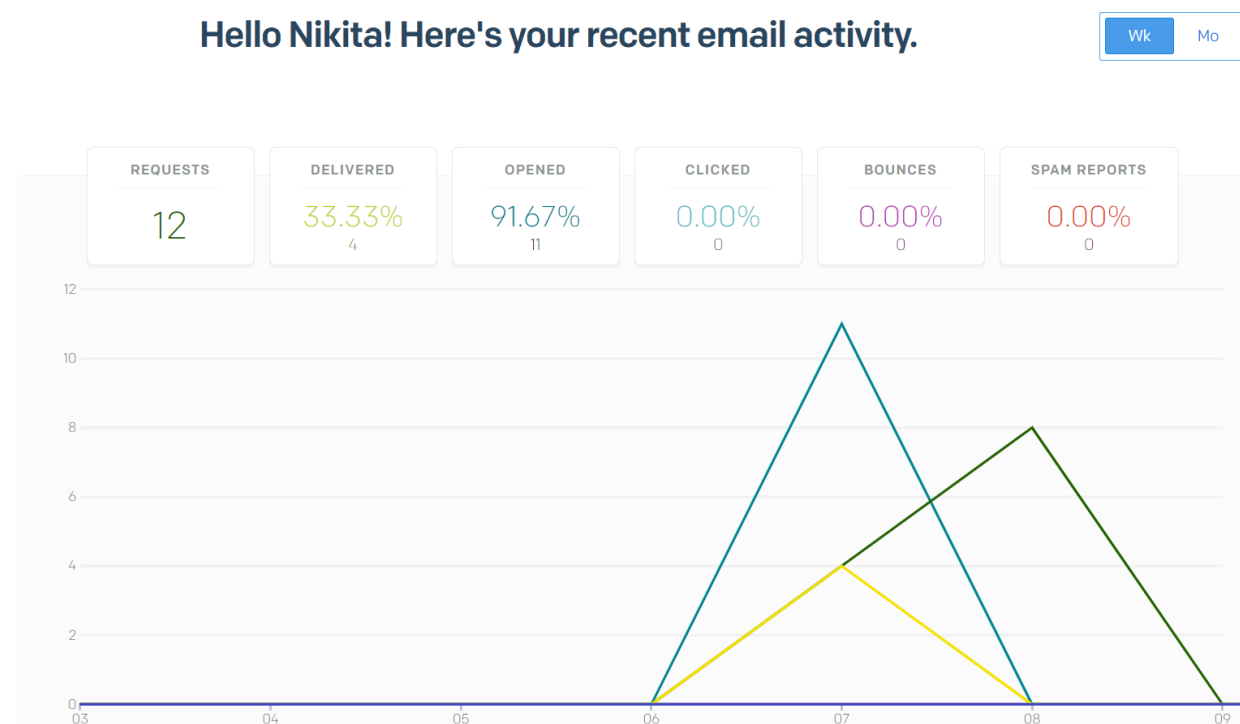 Hello Nikita! Here's your recent email activity.
Wk Mo
REQUESTS DELIVERED OPENED CLICKED BOUNCES SPAM REPORTS
12 33.33% 91.67% 0.00% 0.00% 0.00%
4 11 0 0 0
12
10
8
6
4
2
0
03 04 05 06 07 08 09